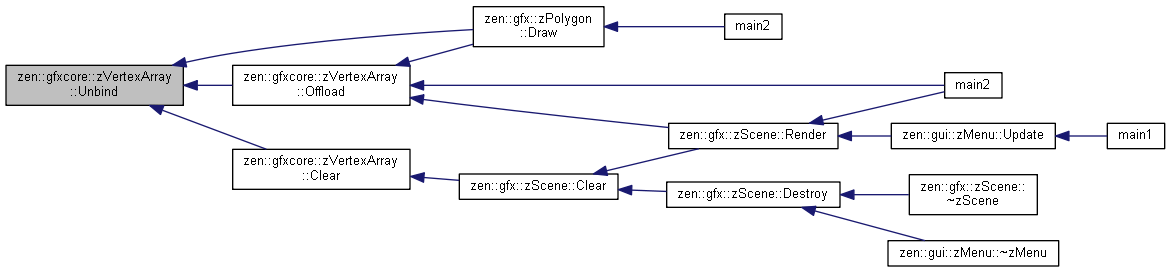 zen::gfxcore::zVertexArray
::Unbind
zen::gfx::zPolygon
::Draw
main2
zen::gfxcore::zVertexArray
::Offload
main2
zen::gfx::zScene::Render
zen::gui::zMenu::Update
main1
zen::gfxcore::zVertexArray
::Clear
zen::gfx::zScene::Clear
zen::gfx::zScene::Destroy
zen::gfx::zScene::
~zScene
zen::gui::zMenu::~zMenu